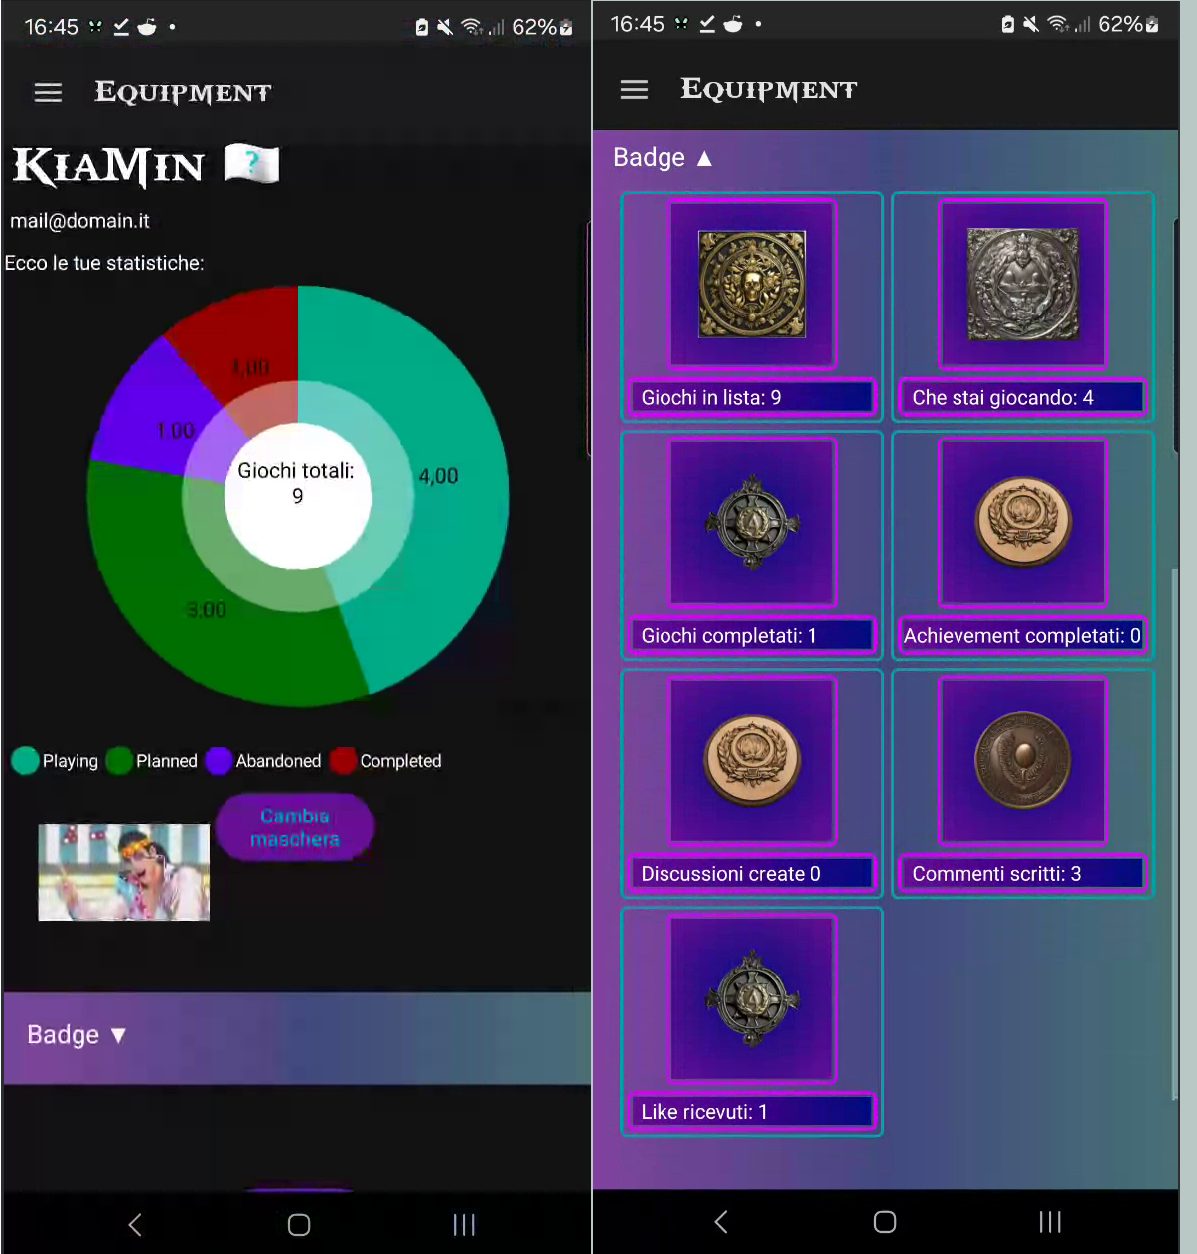 16:45
62%
EQUIPMENT
KIAMIN
?
mail@domain.it
Ecco le tue statistiche:
1,00
1,00
4,00
3,00
Giochi totali:
9
Playing
Planned
Abandoned
Completed
Cambia
maschera
Badge ▼
16:45
62%
EQUIPMENT
Badge ▲
Giochi in lista: 9
Che stai giocando: 4
Giochi completati: 1
Achievement completati: 0
Discussioni create 0
Commenti scritti: 3
Like ricevuti: 1